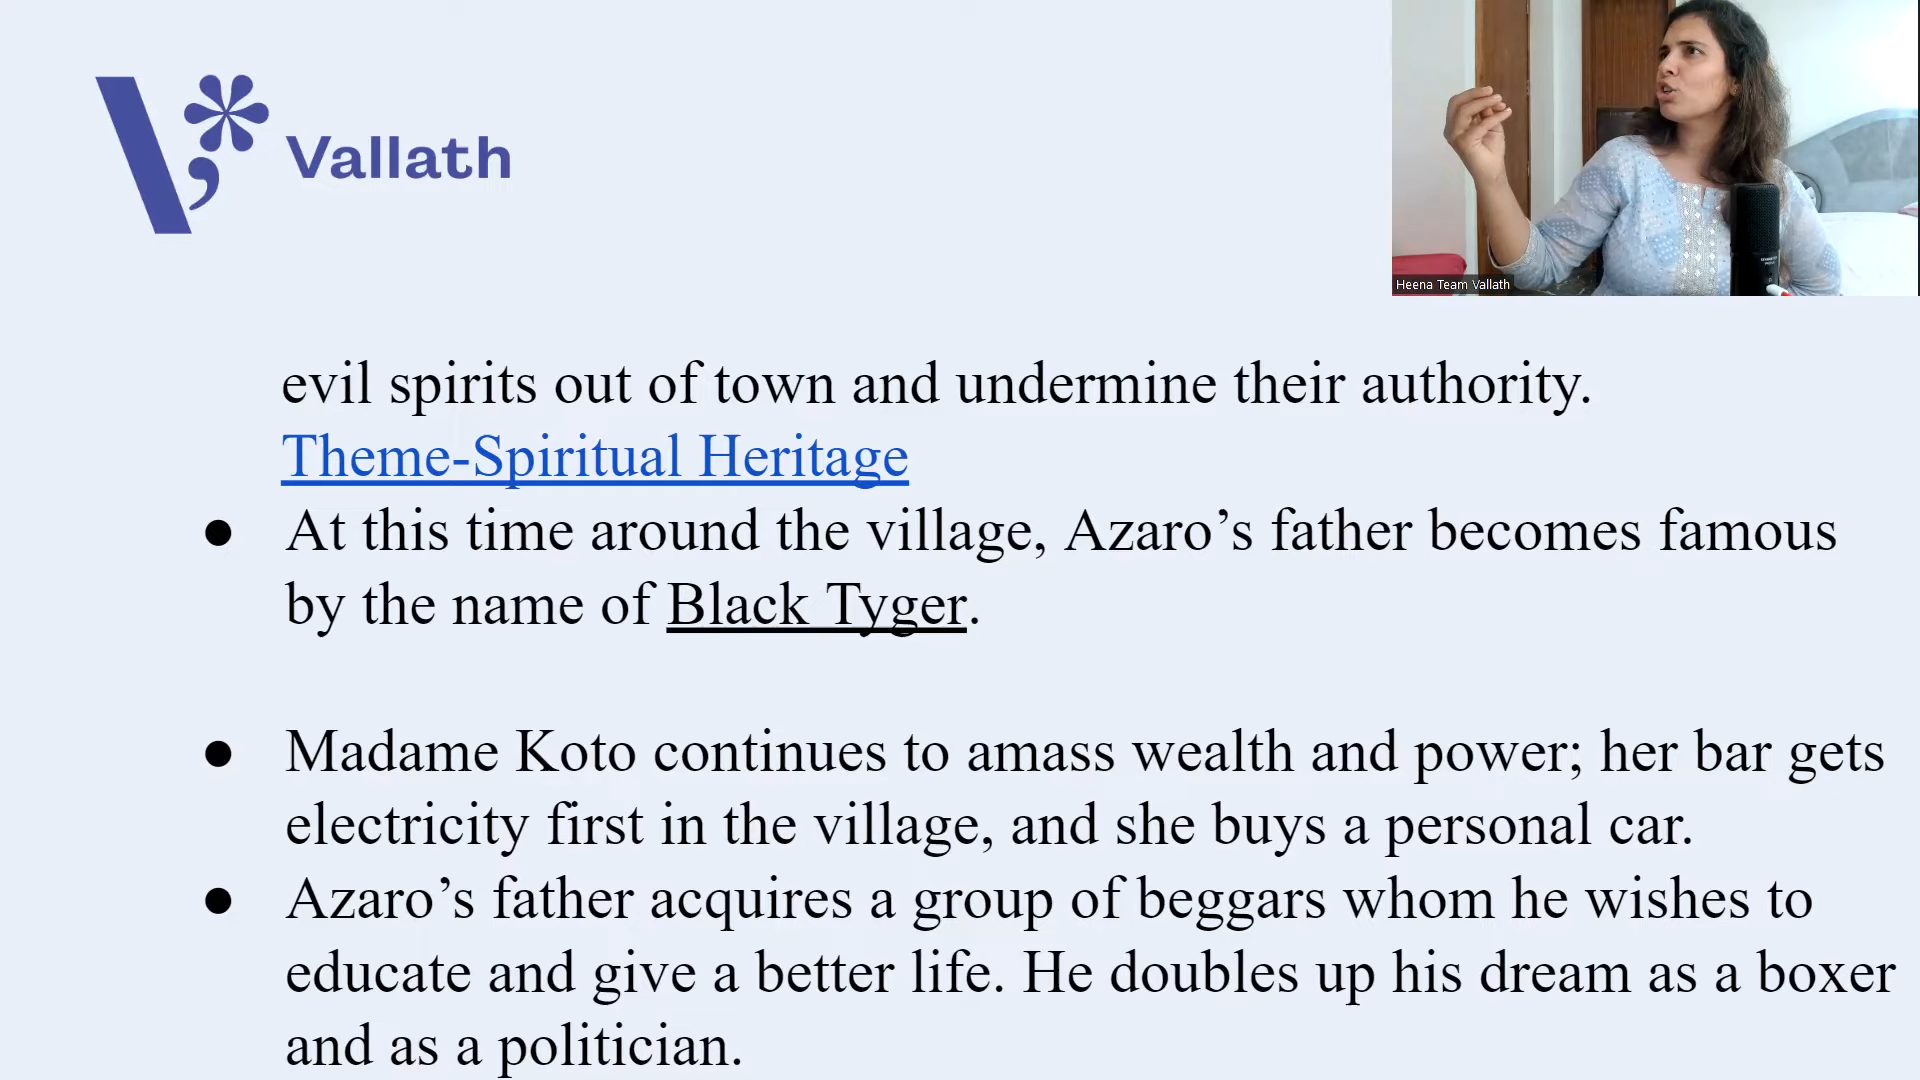 Vallath
Heena Team Vallath
evil spirits out of town and undermine their authority.
Theme-Spiritual Heritage
● At this time around the village, Azaro’s father becomes famous
by the name of Black Tyger.
● Madame Koto continues to amass wealth and power; her bar gets
electricity first in the village, and she buys a personal car.
● Azaro’s father acquires a group of beggars whom he wishes to
educate and give a better life. He doubles up his dream as a boxer
and as a politician.